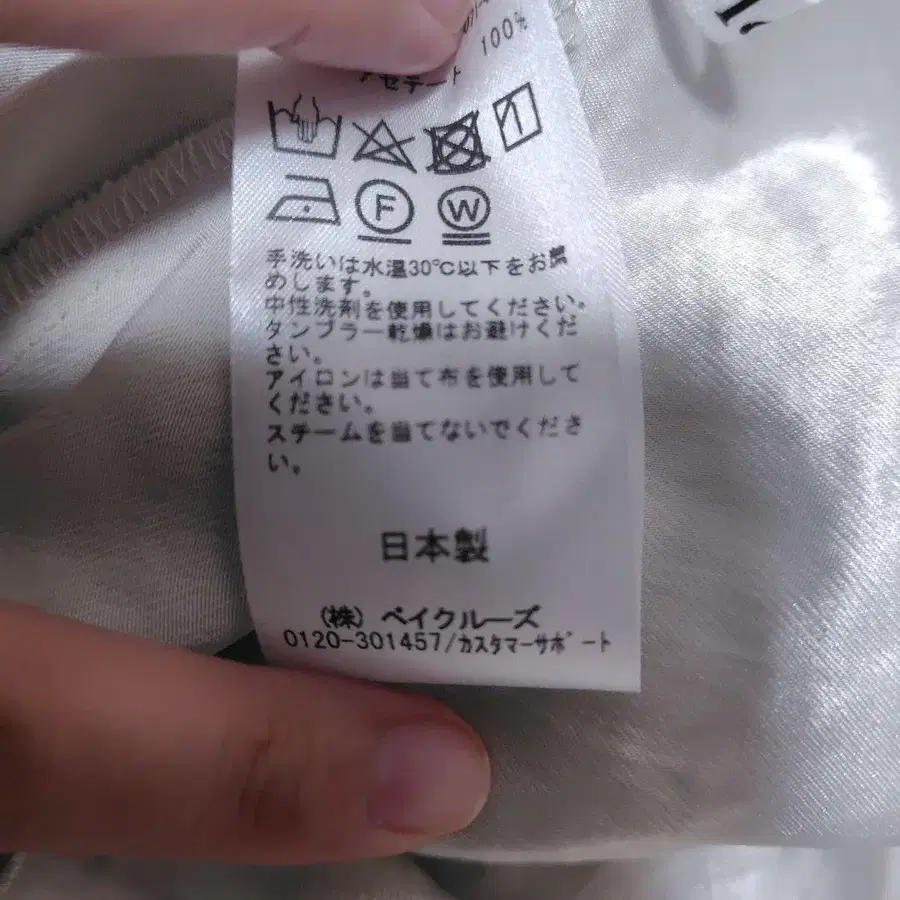 アセテート 100%
F
W
手洗いは水温30℃以下をお薦
めします。
中性洗剤を使用してください。
タンブラー乾燥はお避けくだ
さい。
アイロンは当て布を使用して
ください。
スチームを当てないでくださ
い。
日本製
(株) ベイクルーズ
0120-301457/カスタマーサポート